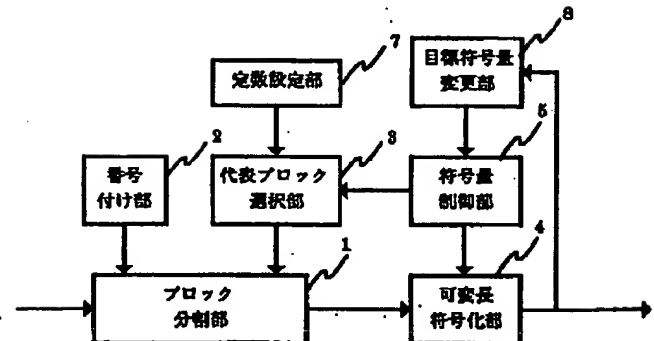 8
7
目標符号量
変更部
定数設定部
2
3
5
番号
付け部
代表ブロック
選択部
符号量
制御部
1
4
ブロック
分割部
可変長
符号化部